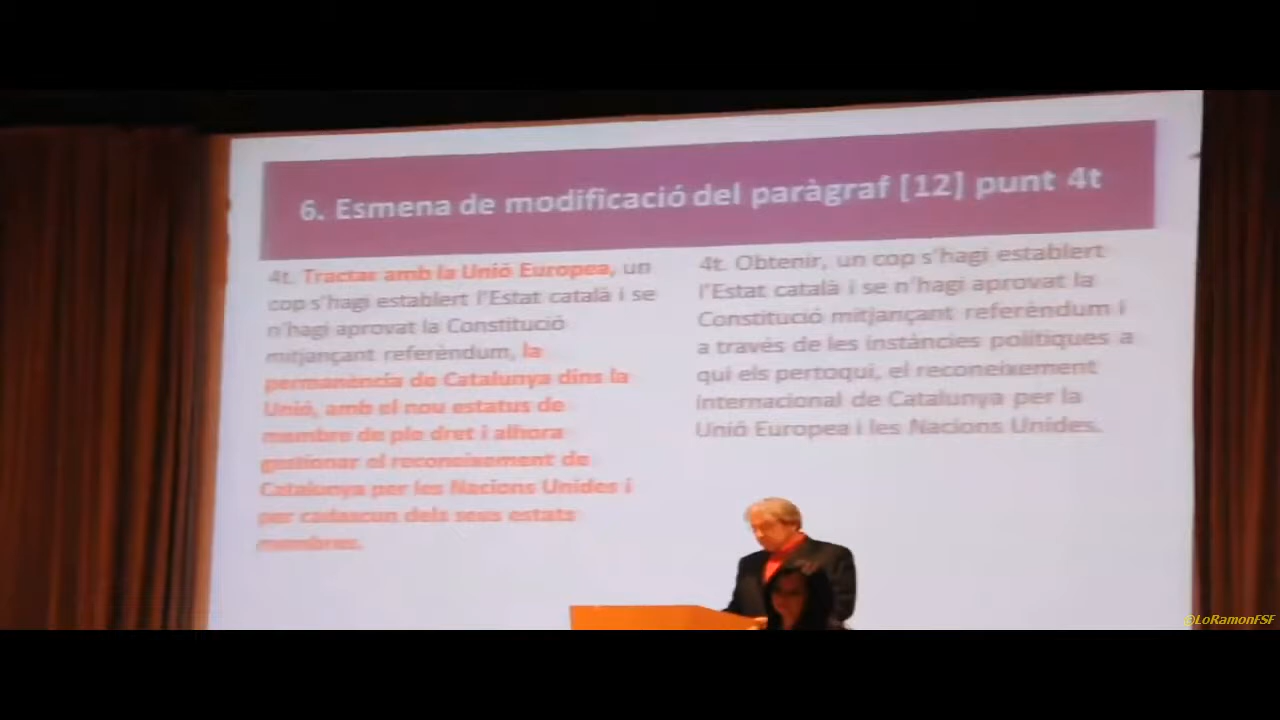 6. Esmena de modificació del paràgraf [12] punt 4t
4t. Tractar amb la Unió Europea, un
cop s'hagi establert l'Estat català i se
n'hagi aprovat la Constitució
mitjançant referèndum, la
permanència de Catalunya dins la
Unió, amb el nou estatus de
membre de ple dret i alhora
gestionar el reconeixement de
Catalunya per les Nacions Unides i
per cadascun dels seus estats
membres.
4t. Obtenir, un cop s'hagi establert
l'Estat català i se n'hagi aprovat la
Constitució mitjançant referèndum i
a través de les instàncies polítiques a
qui els pertoqui, el reconeixement
internacional de Catalunya per la
Unió Europea i les Nacions Unides.
@LoRamonFSF